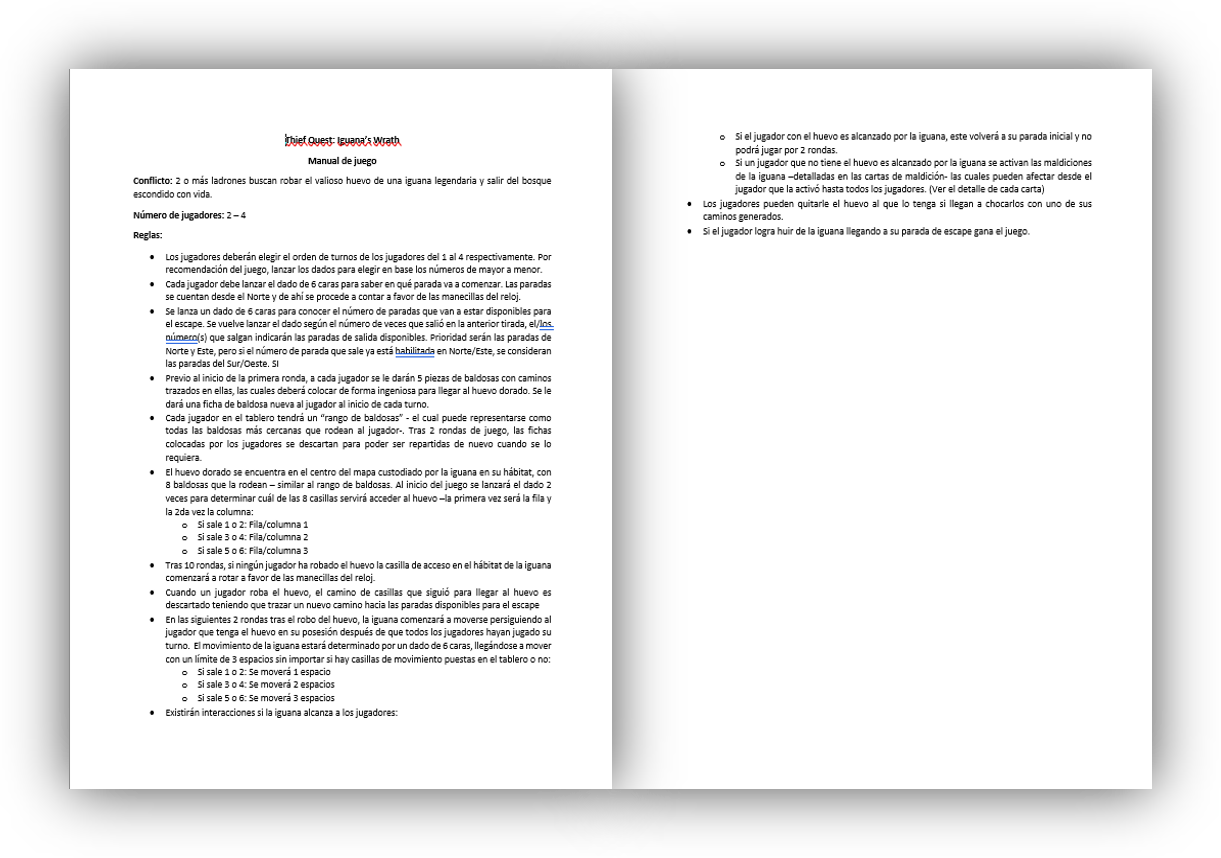 Thief Quest: Iguana's Wrath
Manual de juego
Conflicto: 2 o más ladrones buscan robar el valioso huevo de una iguana legendaria y salir del bosque
escondido con vida.
Número de jugadores: 2 – 4
Reglas:
• Los jugadores deberán elegir el orden de turnos de los jugadores del 1 al 4 respectivamente. Por
recomendación del juego, lanzar los dados para elegir en base los números de mayor a menor.
• Cada jugador debe lanzar el dado de 6 caras para saber en qué parada va a comenzar. Las paradas
se cuentan desde el Norte y de ahí se procede a contar a favor de las manecillas del reloj.
• Se lanza un dado de 6 caras para conocer el número de paradas que van a estar disponibles para
el escape. Se vuelve lanzar el dado según el número de veces que salió en la anterior tirada, el/los
número(s) que salgan indicarán las paradas de salida disponibles. Prioridad serán las paradas de
Norte y Este, pero si el número de parada que sale ya está habilitada en Norte/Este, se consideran
las paradas del Sur/Oeste. SI
• Previo al inicio de la primera ronda, a cada jugador se le darán 5 piezas de baldosas con caminos
trazados en ellas, las cuales deberá colocar de forma ingeniosa para llegar al huevo dorado. Se le
dará una ficha de baldosa nueva al jugador al inicio de cada turno.
• Cada jugador en el tablero tendrá un “rango de baldosas” - el cual puede representarse como
todas las baldosas más cercanas que rodean al jugador-. Tras 2 rondas de juego, las fichas
colocadas por los jugadores se descartan para poder ser repartidas de nuevo cuando se lo
requiera.
• El huevo dorado se encuentra en el centro del mapa custodiado por la iguana en su hábitat, con
8 baldosas que la rodean – similar al rango de baldosas. Al inicio del juego se lanzará el dado 2
veces para determinar cuál de las 8 casillas servirá acceder al huevo –la primera vez será la fila y
la 2da vez la columna:
o Si sale 1 o 2: Fila/columna 1
o Si sale 3 o 4: Fila/columna 2
o Si sale 5 o 6: Fila/columna 3
• Tras 10 rondas, si ningún jugador ha robado el huevo la casilla de acceso en el hábitat de la iguana
comenzará a rotar a favor de las manecillas del reloj.
• Cuando un jugador roba el huevo, el camino de casillas que siguió para llegar al huevo es
descartado teniendo que trazar un nuevo camino hacia las paradas disponibles para el escape
• En las siguientes 2 rondas tras el robo del huevo, la iguana comenzará a moverse persiguiendo al
jugador que tenga el huevo en su posesión después de que todos los jugadores hayan jugado su
turno. El movimiento de la iguana estará determinado por un dado de 6 caras, llegándose a mover
con un límite de 3 espacios sin importar si hay casillas de movimiento puestas en el tablero o no:
o Si sale 1 o 2: Se moverá 1 espacio
o Si sale 3 o 4: Se moverá 2 espacios
o Si sale 5 o 6: Se moverá 3 espacios
• Existirán interacciones si la iguana alcanza a los jugadores:
o Si el jugador con el huevo es alcanzado por la iguana, este volverá a su parada inicial y no
podrá jugar por 2 rondas.
o Si un jugador que no tiene el huevo es alcanzado por la iguana se activan las maldiciones
de la iguana –detalladas en las cartas de maldición- las cuales pueden afectar desde el
jugador que la activó hasta todos los jugadores. (Ver el detalle de cada carta)
• Los jugadores pueden quitarle el huevo al que lo tenga si llegan a chocarlos con uno de sus
caminos generados.
• Si el jugador logra huir de la iguana llegando a su parada de escape gana el juego.